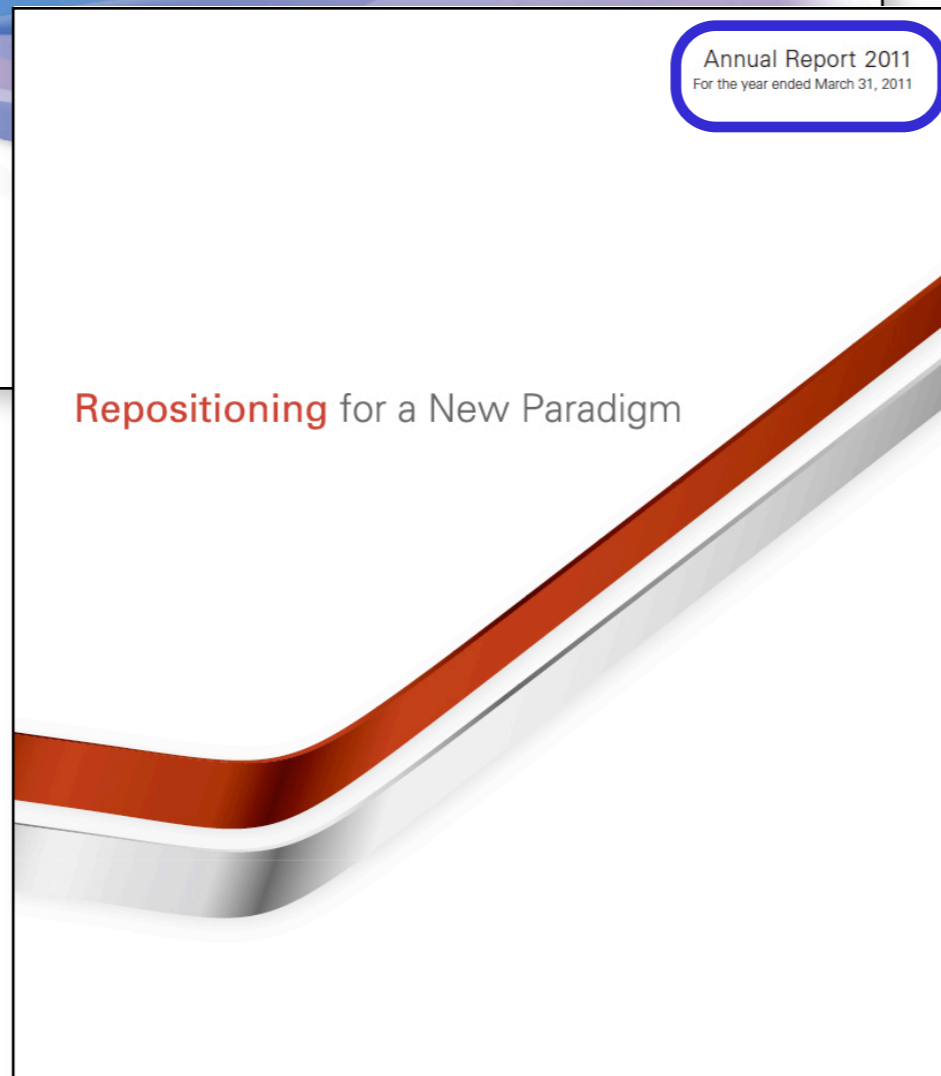 Annual Report 2011
For the year ended March 31, 2011
Repositioning for a New Paradigm